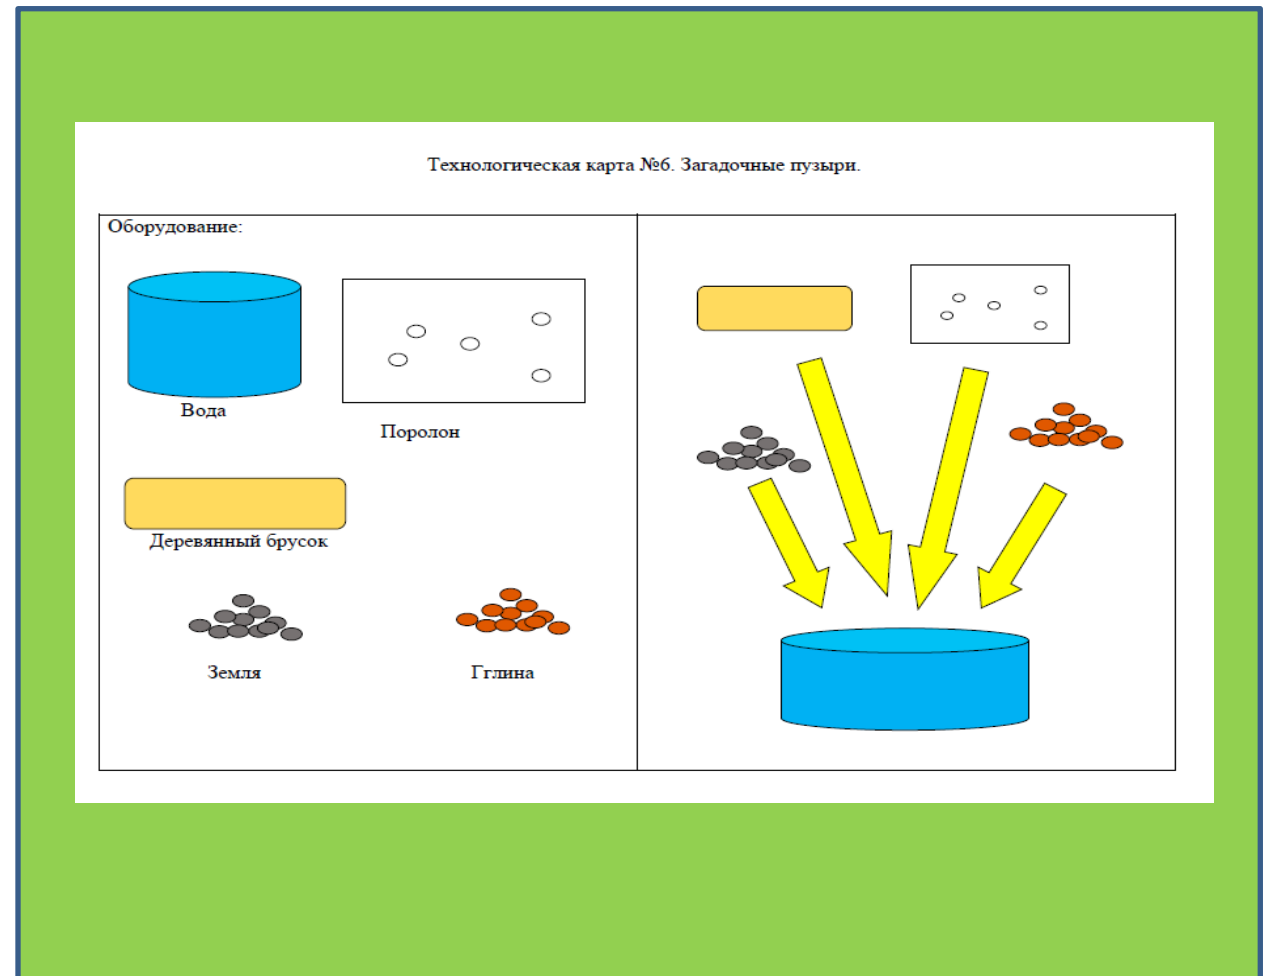 Технологическая карта №6. Загадочные пузыри.
Оборудование:
Вода
Поролон
Деревянный брусок
Земля
Гглина